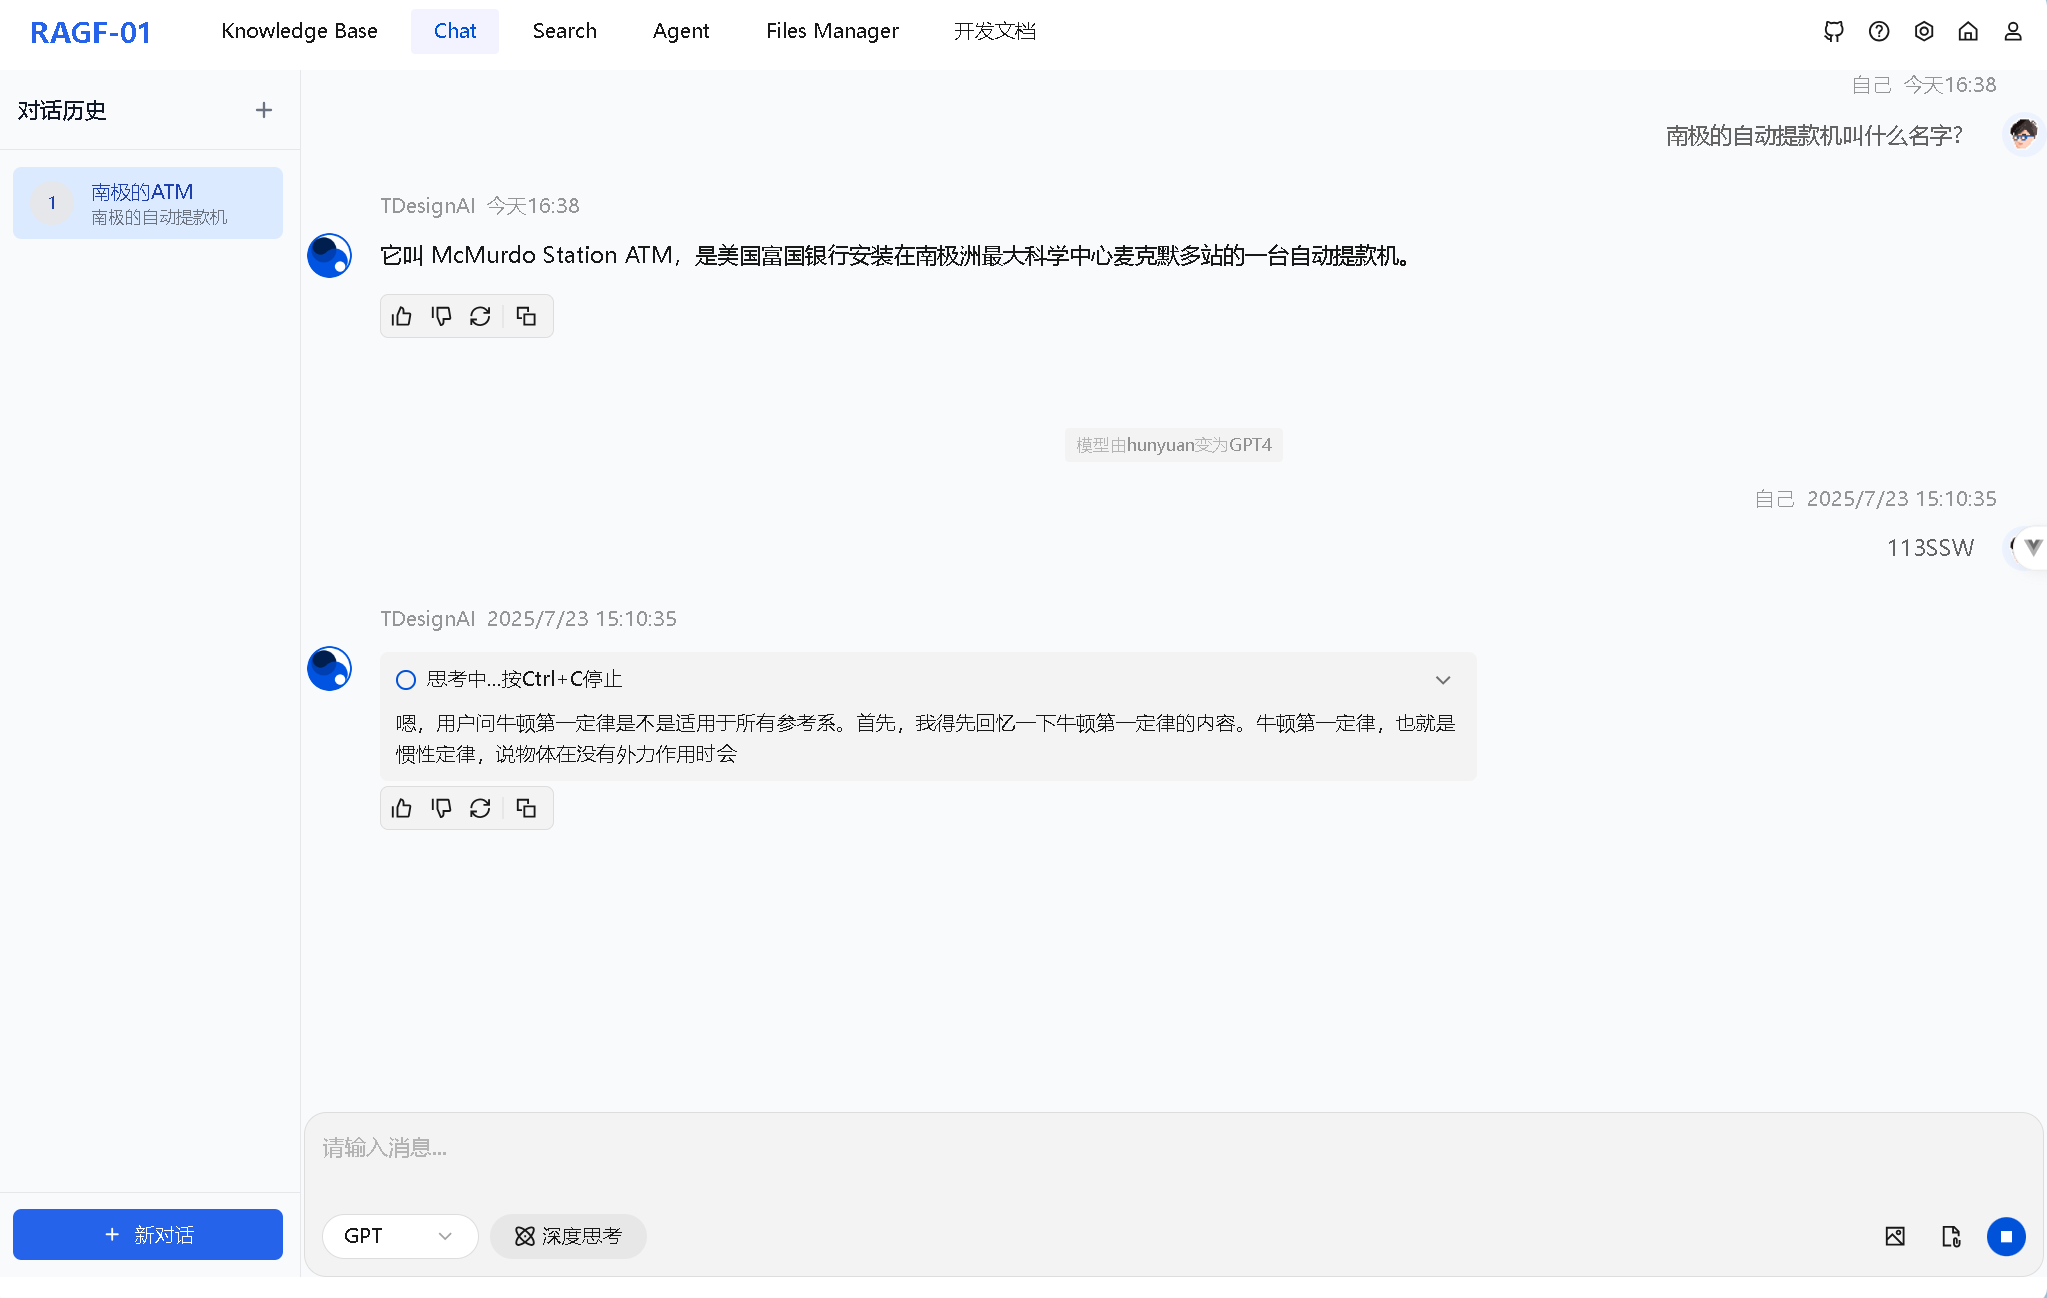 RAGF-01
Knowledge Base
Chat
Search
Agent
Files Manager
开发文档
对话历史
1
南极的ATM
南极的自动提款机
自己 今天16:38
南极的自动提款机叫什么名字?
TDesignAI 今天16:38
它叫 McMurdo Station ATM，是美国富国银行安装在南极洲最大科学中心麦克默多站的一台自动提款机。
模型由hunyuan变为GPT4
自己 2025/7/23 15:10:35
113SSW
TDesignAI 2025/7/23 15:10:35
思考中...按Ctrl+C停止
嗯，用户问牛顿第一定律是不是适用于所有参考系。首先，我得先回忆一下牛顿第一定律的内容。牛顿第一定律，也就是
惯性定律，说物体在没有外力作用时会
请输入消息...
GPT
深度思考
+ 新对话